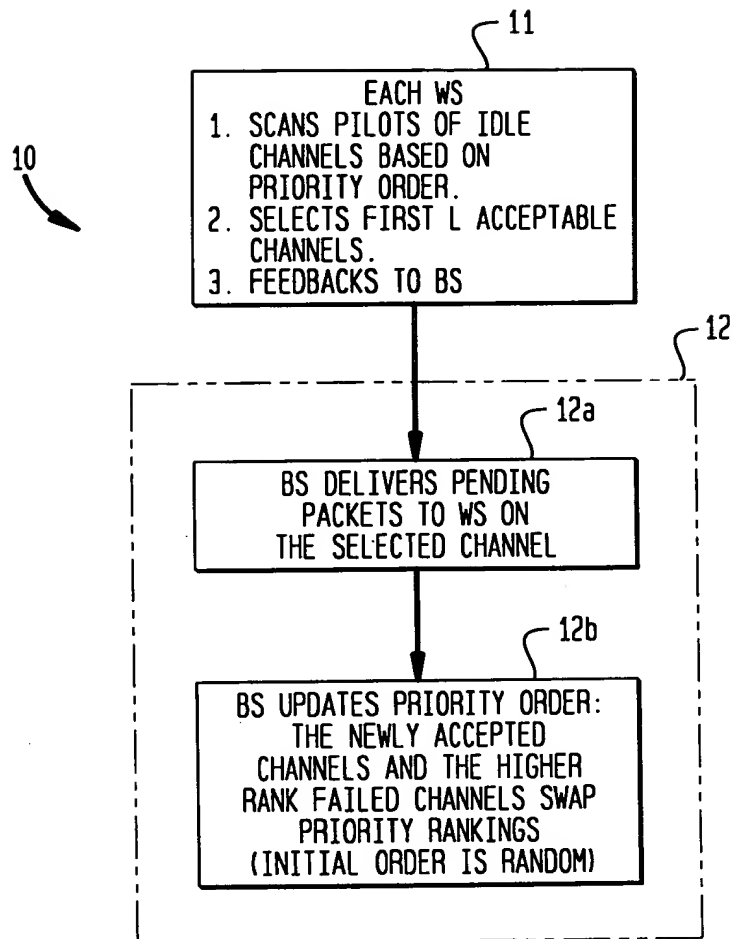 11
10
EACH WS
1. SCANS PILOTS OF IDLE
CHANNELS BASED ON
PRIORITY ORDER.
2. SELECTS FIRST L ACCEPTABLE
CHANNELS.
3. FEEDBACKS TO BS
12
12a
BS DELIVERS PENDING
PACKETS TO WS ON
THE SELECTED CHANNEL
12b
BS UPDATES PRIORITY ORDER:
THE NEWLY ACCEPTED
CHANNELS AND THE HIGHER
RANK FAILED CHANNELS SWAP
PRIORITY RANKINGS
(INITIAL ORDER IS RANDOM)